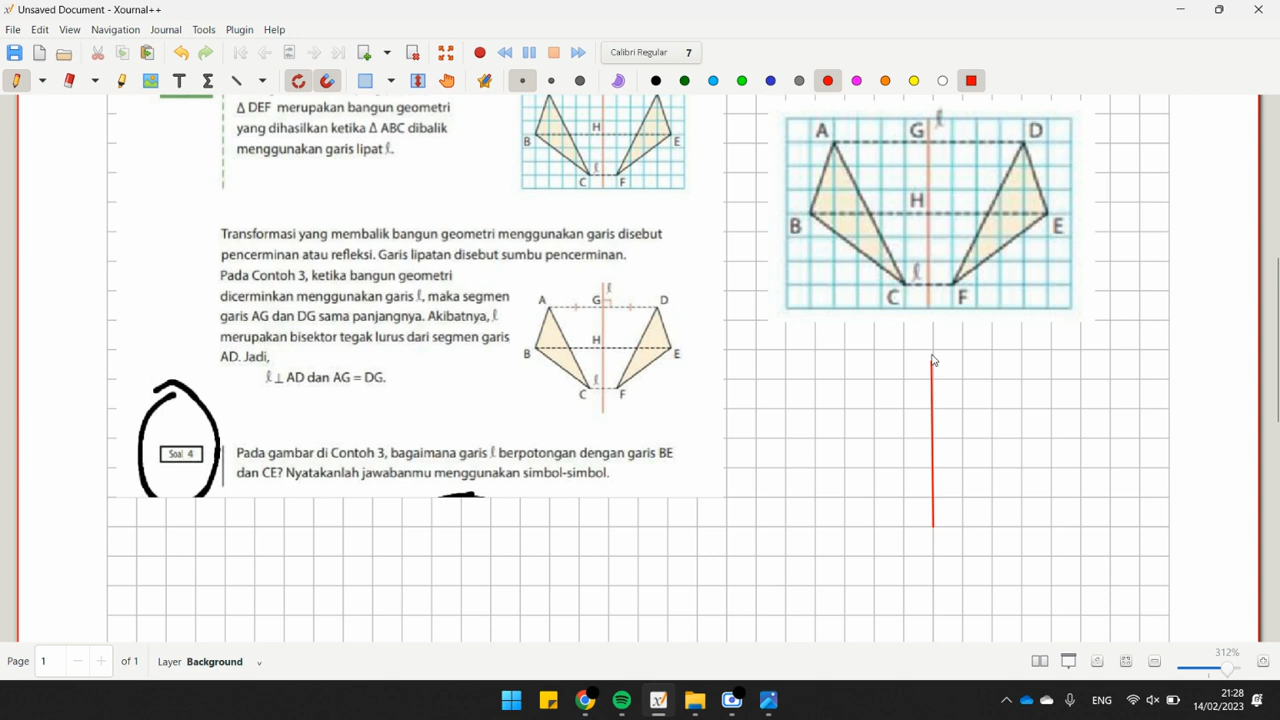 Unsaved Document - Xournal++
File Edit View Navigation Journal Tools Plugin Help
Calibri Regular 7
Δ DEF merupakan bangun geometri
yang dihasilkan ketika Δ ABC dibalik
menggunakan garis lipat ℓ.
H
B E
ℓ
C F
Transformasi yang membalik bangun geometri menggunakan garis disebut
pencerminan atau refleksi. Garis lipatan disebut sumbu pencerminan.
Pada Contoh 3, ketika bangun geometri
dicerminkan menggunakan garis ℓ, maka segmen
garis AG dan DG sama panjangnya. Akibatnya, ℓ
merupakan bisektor tegak lurus dari segmen garis
AD. Jadi,
ℓ ⊥ AD dan AG = DG.
ℓ
A G D
H
B E
ℓ
C F
Soal 4
Pada gambar di Contoh 3, bagaimana garis ℓ berpotongan dengan garis BE
dan CE? Nyatakanlah jawabanmu menggunakan simbol-simbol.
ℓ
A G D
H
B E
ℓ
C F
Page 1 of 1 Layer Background
312%
ENG
21:28
14/02/2023